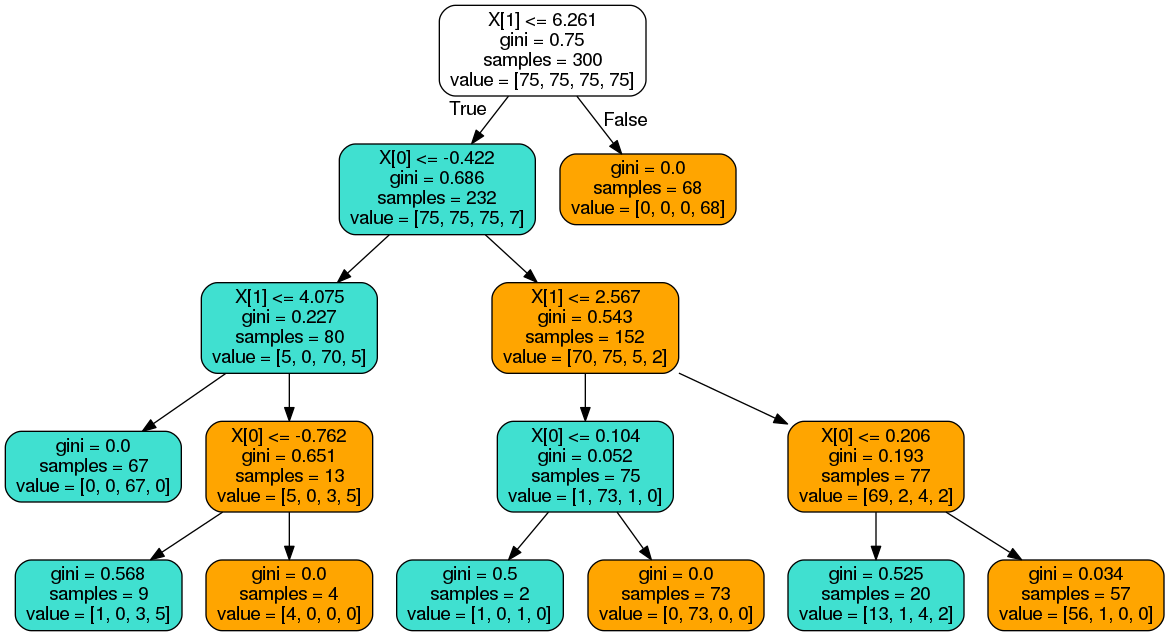 X[1] <= 6.261
gini = 0.75
samples = 300
value = [75, 75, 75, 75]
True
False
X[0] <= -0.422
gini = 0.686
samples = 232
value = [75, 75, 75, 7]
gini = 0.0
samples = 68
value = [0, 0, 0, 68]
X[1] <= 4.075
gini = 0.227
samples = 80
value = [5, 0, 70, 5]
X[1] <= 2.567
gini = 0.543
samples = 152
value = [70, 75, 5, 2]
gini = 0.0
samples = 67
value = [0, 0, 67, 0]
X[0] <= -0.762
gini = 0.651
samples = 13
value = [5, 0, 3, 5]
X[0] <= 0.104
gini = 0.052
samples = 75
value = [1, 73, 1, 0]
X[0] <= 0.206
gini = 0.193
samples = 77
value = [69, 2, 4, 2]
gini = 0.568
samples = 9
value = [1, 0, 3, 5]
gini = 0.0
samples = 4
value = [4, 0, 0, 0]
gini = 0.5
samples = 2
value = [1, 0, 1, 0]
gini = 0.0
samples = 73
value = [0, 73, 0, 0]
gini = 0.525
samples = 20
value = [13, 1, 4, 2]
gini = 0.034
samples = 57
value = [56, 1, 0, 0]